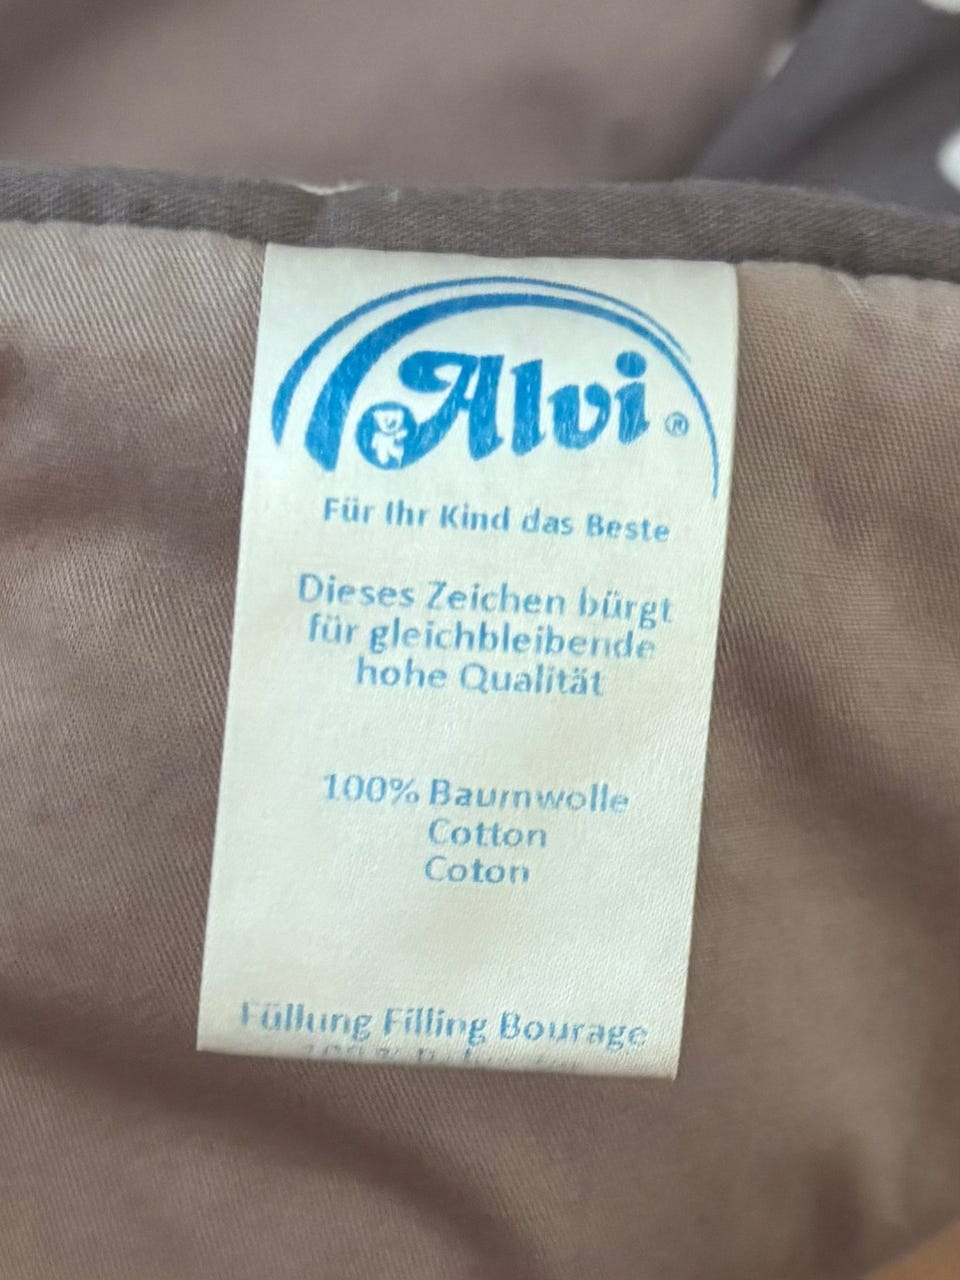 Alvi ®
Für Ihr Kind das Beste
Dieses Zeichen bürgt
für gleichbleibende
hohe Qualität
100% Baumwolle
Cotton
Coton
Füllung Filling Bourage